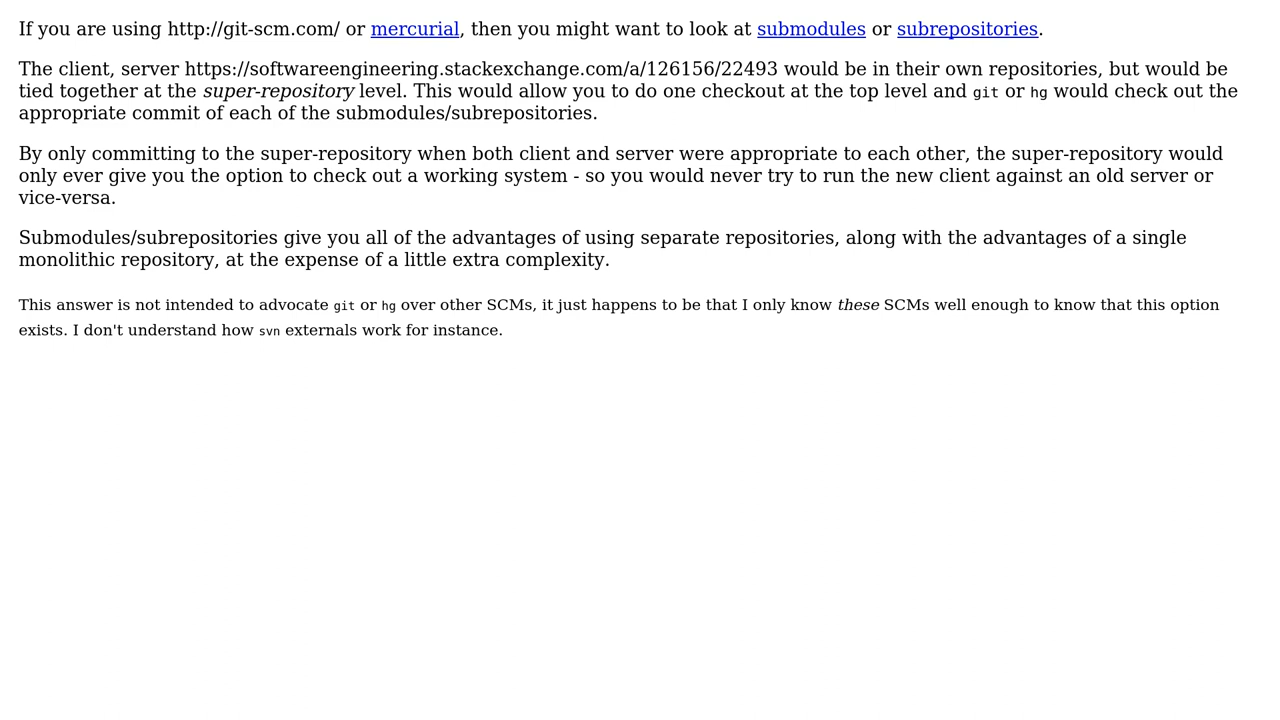 If you are using http://git-scm.com/ or mercurial, then you might want to look at submodules or subrepositories.
The client, server https://softwareengineering.stackexchange.com/a/126156/22493 would be in their own repositories, but would be
tied together at the super-repository level. This would allow you to do one checkout at the top level and git or hg would check out the
appropriate commit of each of the submodules/subrepositories.
By only committing to the super-repository when both client and server were appropriate to each other, the super-repository would
only ever give you the option to check out a working system - so you would never try to run the new client against an old server or
vice-versa.
Submodules/subrepositories give you all of the advantages of using separate repositories, along with the advantages of a single
monolithic repository, at the expense of a little extra complexity.
This answer is not intended to advocate git or hg over other SCMs, it just happens to be that I only know these SCMs well enough to know that this option
exists. I don't understand how svn externals work for instance.